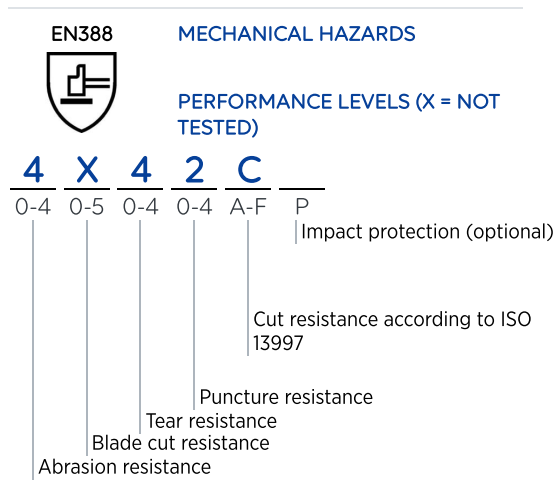 EN388
MECHANICAL HAZARDS
PERFORMANCE LEVELS (X = NOT
TESTED)
4 X 4 2 C
0-4 0-5 0-4 0-4 A-F P
Impact protection (optional)
Cut resistance according to ISO
13997
Puncture resistance
Tear resistance
Blade cut resistance
Abrasion resistance